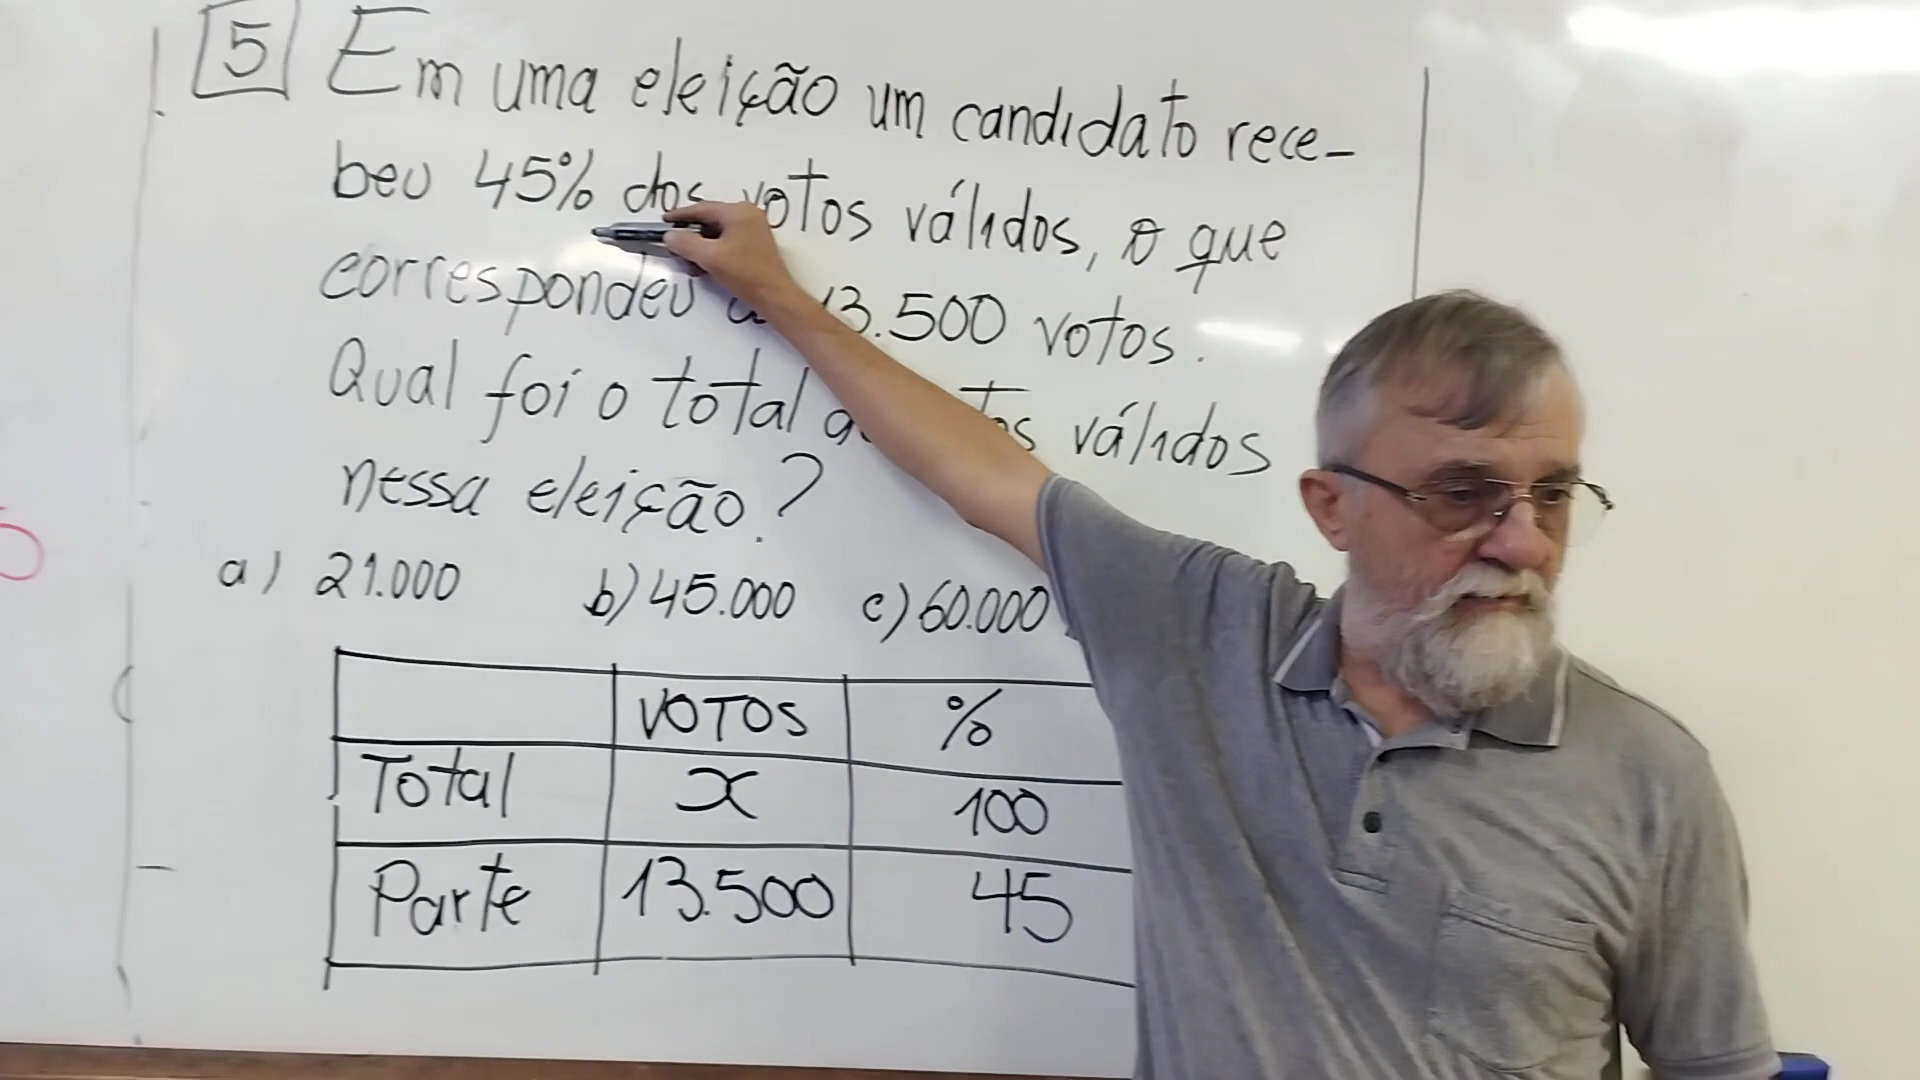 5 Em uma eleição um candidato rece-
beu 45% dos votos válidos, o que
correspondeu 13.500 votos.
Qual foi o total válidos
nessa eleição?
a) 21.000 b) 45.000 c) 60.000
VOTOS %
Total x 100
Parte 13.500 45